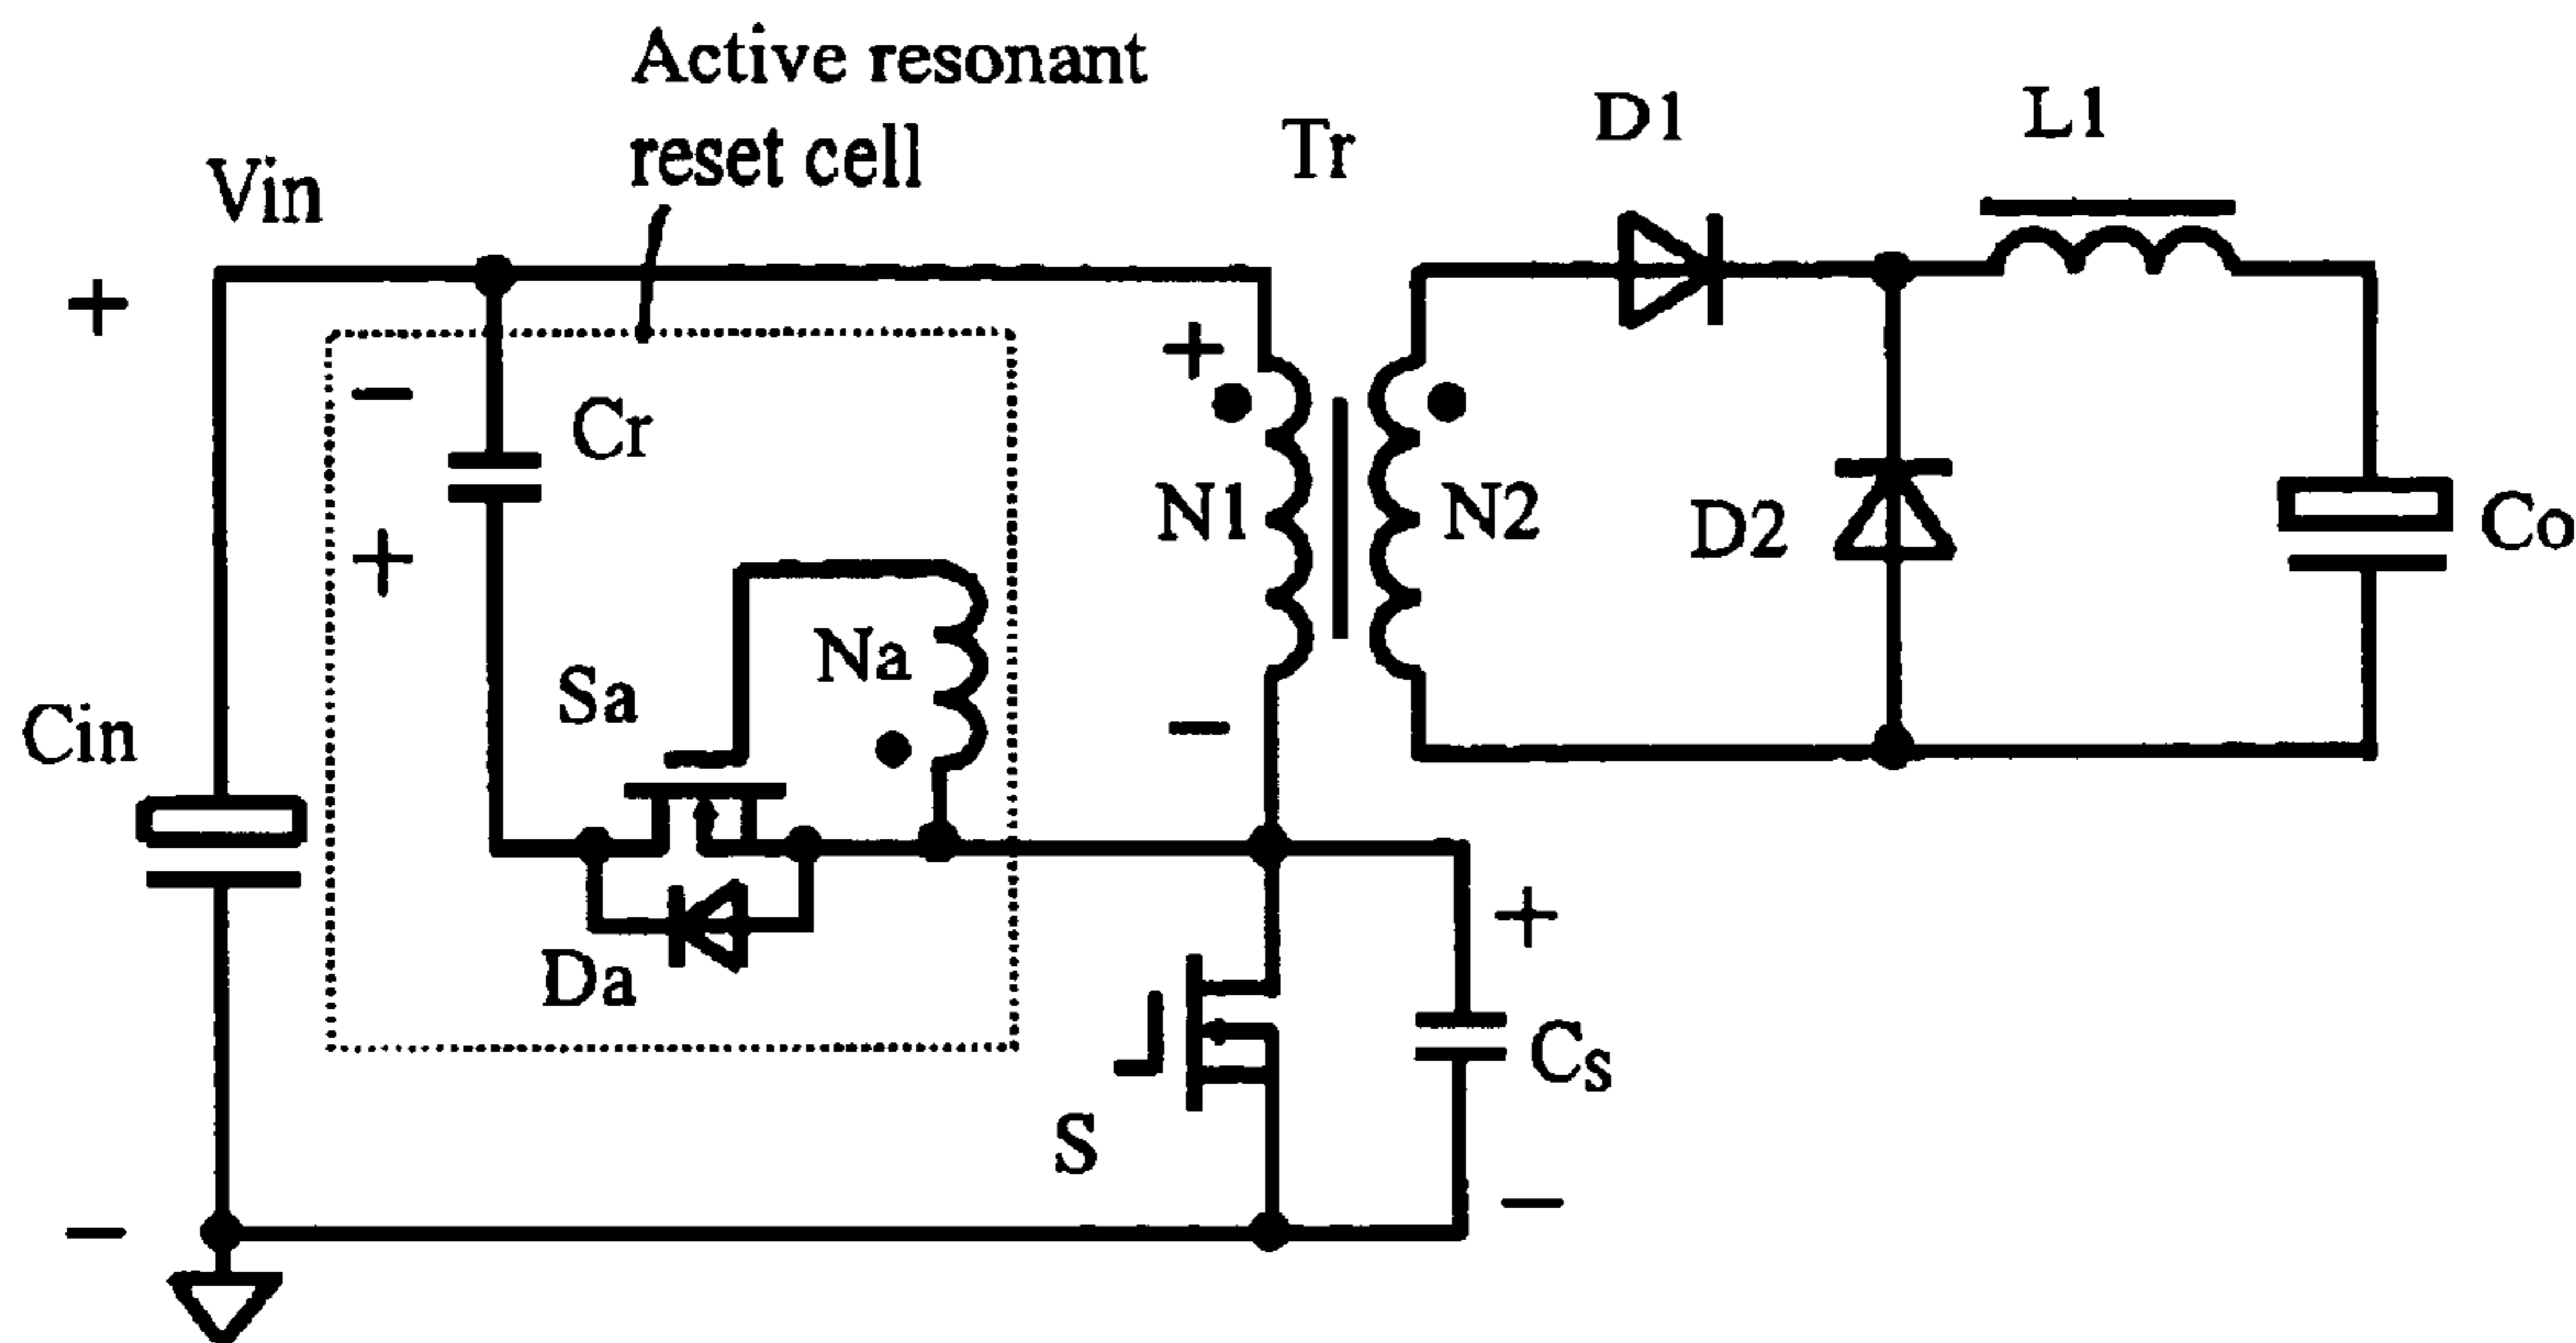 Active resonant
reset cell
Vin
Tr
D1
L1
+
+
−
Cr
+
N1
N2
D2
Co
Na
Sa
−
Cin
Da
+
Cs
S
−
−